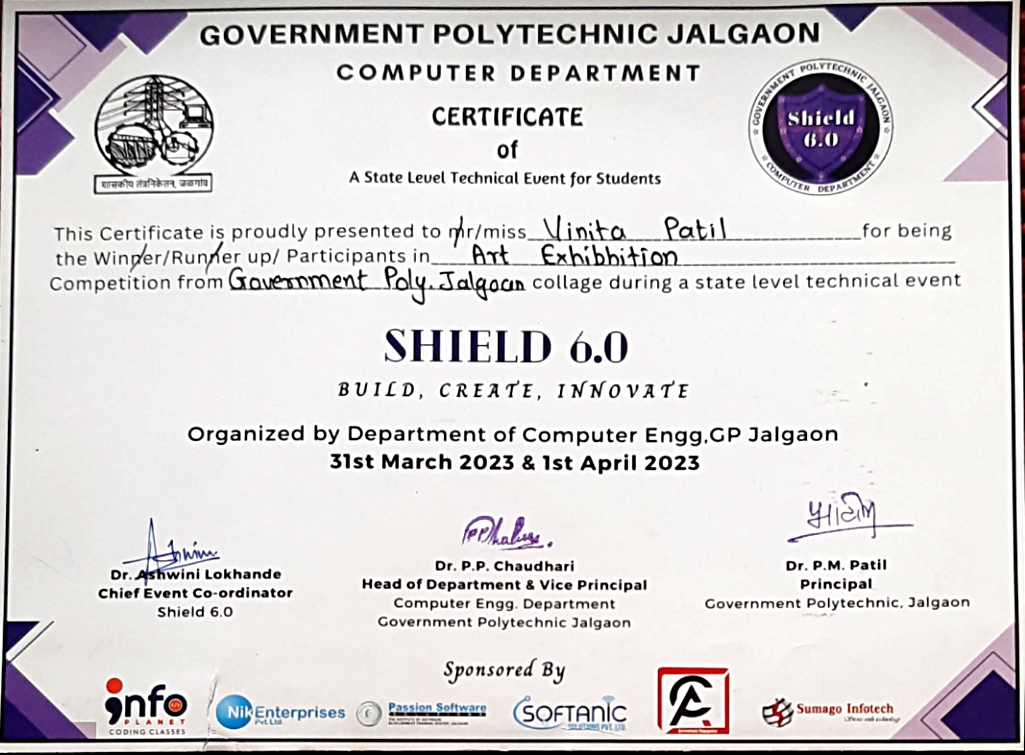 GOVERNMENT POLYTECHNIC JALGAON
COMPUTER DEPARTMENT
CERTIFICATE
of
A State Level Technical Event for Students
शासकीय तंत्रनिकेतन, जळगांव
GOVERNMENT POLYTECHNIC JALGAON
Shield
6.0
COMPUTER DEPARTMENT
This Certificate is proudly presented to mr/miss Vinita Patil for being
the Winner/Runner up/ Participants in Art Exhibhition
Competition from Government Poly. Jalgoan collage during a state level technical event
SHIELD 6.0
BUILD, CREATE, INNOVATE
Organized by Department of Computer Engg,GP Jalgaon
31st March 2023 & 1st April 2023
Dr. Ashwini Lokhande
Chief Event Co-ordinator
Shield 6.0
Dr. P.P. Chaudhari
Head of Department & Vice Principal
Computer Engg. Department
Government Polytechnic Jalgaon
Dr. P.M. Patil
Principal
Government Polytechnic, Jalgaon
Sponsored By
info
PLANET
CODING CLASSES
Nik Enterprises
Pvt.Ltd.
Passion Software
SOFTANIC
SOLUTIONS PVT. LTD.
Sumago Infotech